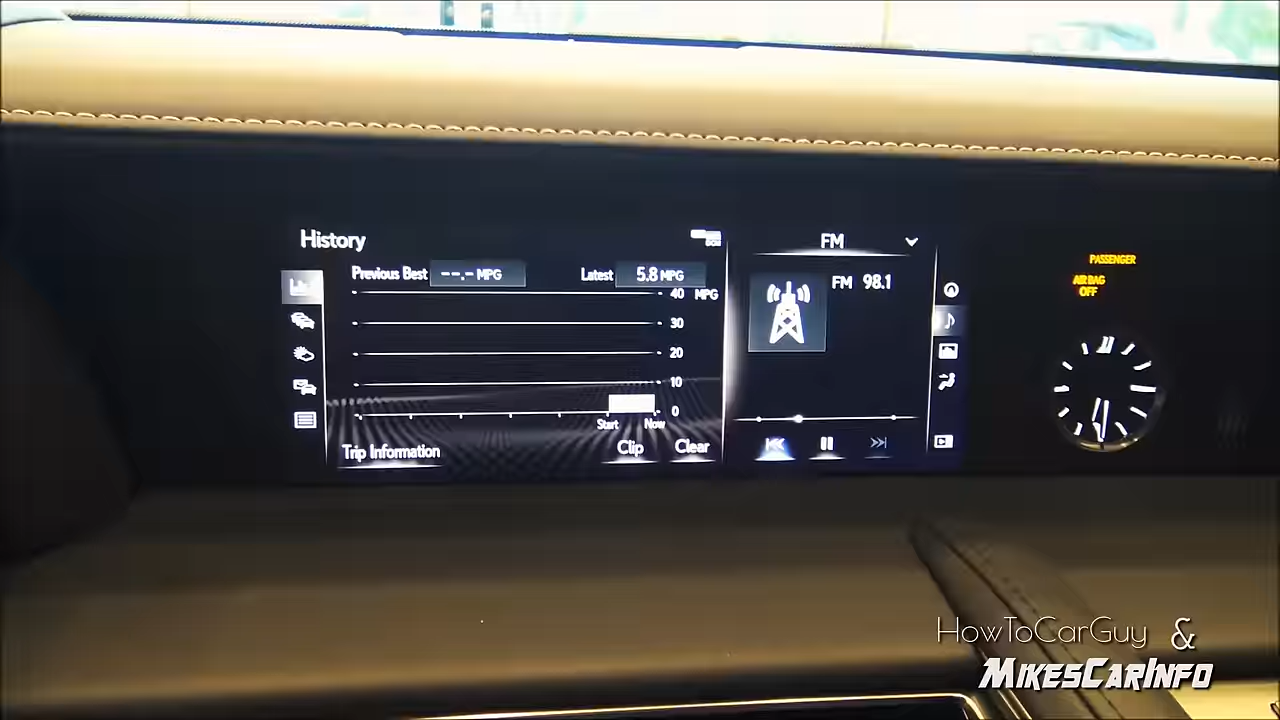 History
Previous Best --.- MPG
Latest 5.8 MPG
40 MPG
30
20
10
0
Start Now
Trip Information
Clip
Clear
FM
FM 98.1
PASSENGER
AIR BAG
OFF
HowToCarGuy &
MIKESCARINFO